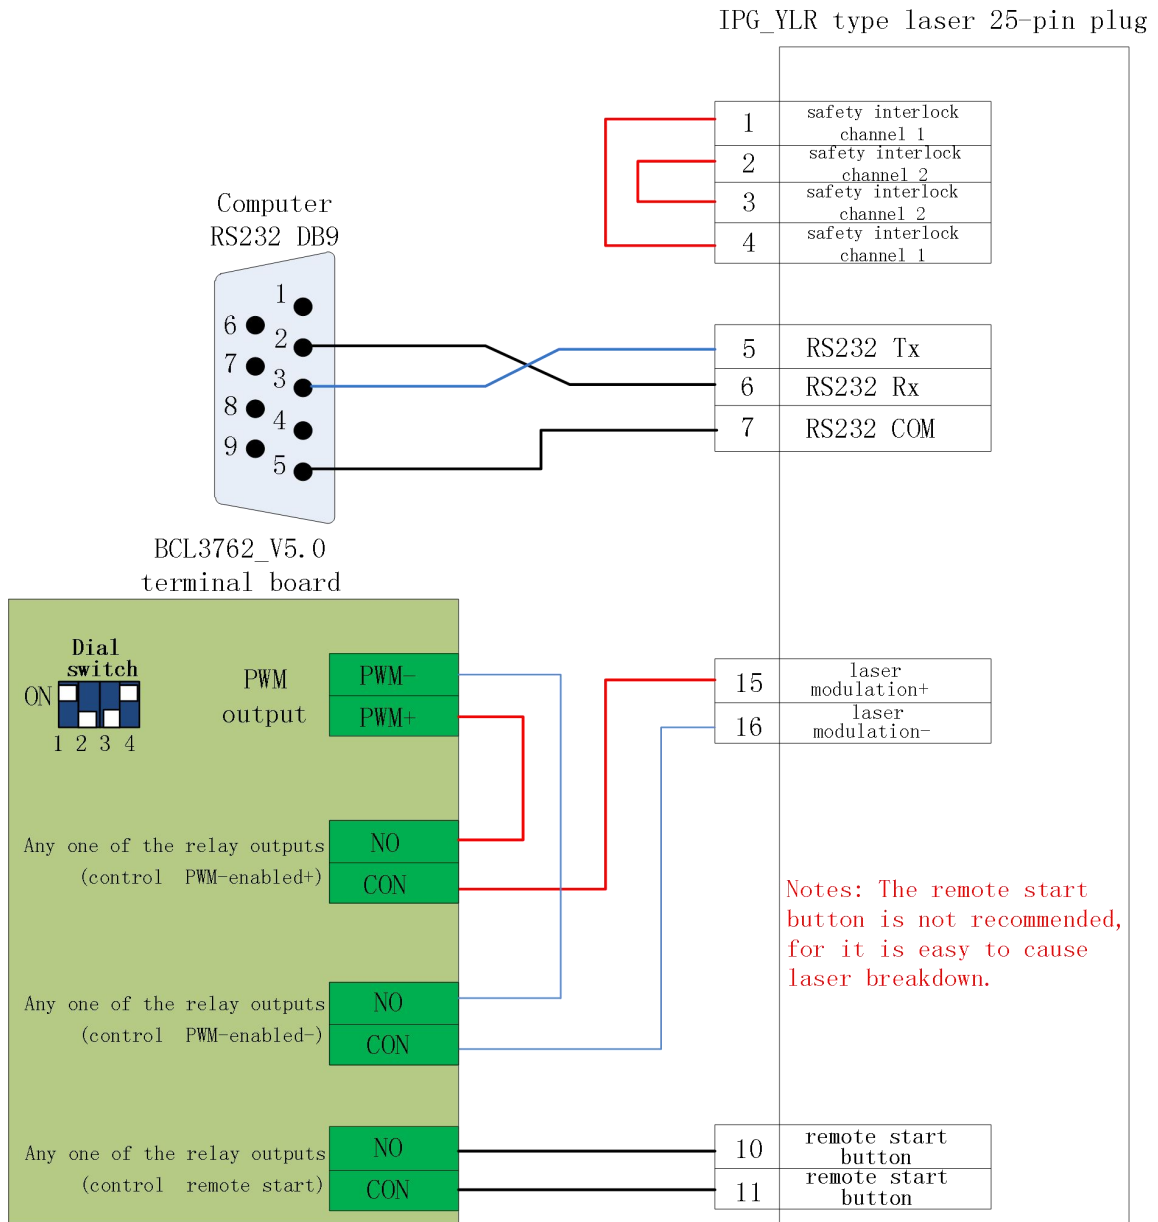 IPG_YLR type laser 25-pin plug
1
safety interlock
channel 1
2
safety interlock
channel 2
3
safety interlock
channel 2
4
safety interlock
channel 1
Computer
RS232 DB9
1
6
2
7
3
8
4
9
5
5
RS232 Tx
6
RS232 Rx
7
RS232 COM
BCL3762_V5.0
terminal board
Dial
switch
ON
1 2 3 4
PWM
output
PWM-
PWM+
15
laser
modulation+
16
laser
modulation-
Any one of the relay outputs
(control PWM-enabled+)
NO
CON
Notes: The remote start
button is not recommended,
for it is easy to cause
laser breakdown.
Any one of the relay outputs
(control PWM-enabled-)
NO
CON
Any one of the relay outputs
(control remote start)
NO
CON
10
remote start
button
11
remote start
button